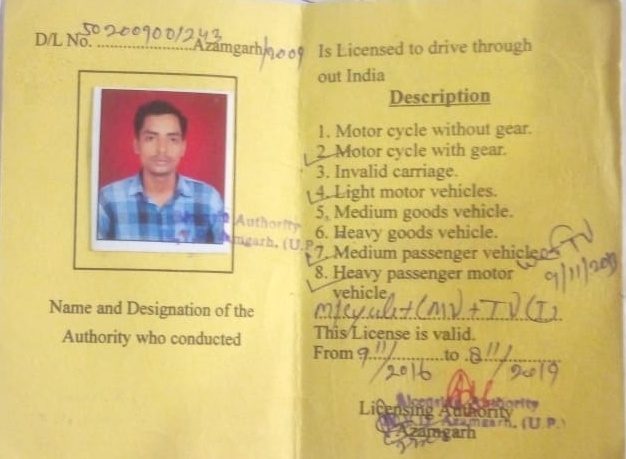 D/L No. 50200900/243 Azamgarh/2009
Authority
Azamgarh, (U.P.
Name and Designation of the
Authority who conducted
Is Licensed to drive through
out India
Description
1. Motor cycle without gear.
2. Motor cycle with gear.
3. Invalid carriage.
4. Light motor vehicles.
5. Medium goods vehicle.
6. Heavy goods vehicle.
7. Medium passenger vehicle
8. Heavy passenger motor
vehicle
9/11/20
M/cycle+LMV+TV(T)
This License is valid.
From 9/11/2016 to 8/11/2019
Licensing Authority
Azamgarh
Licensing Authority
Azamgarh, (U.P.)